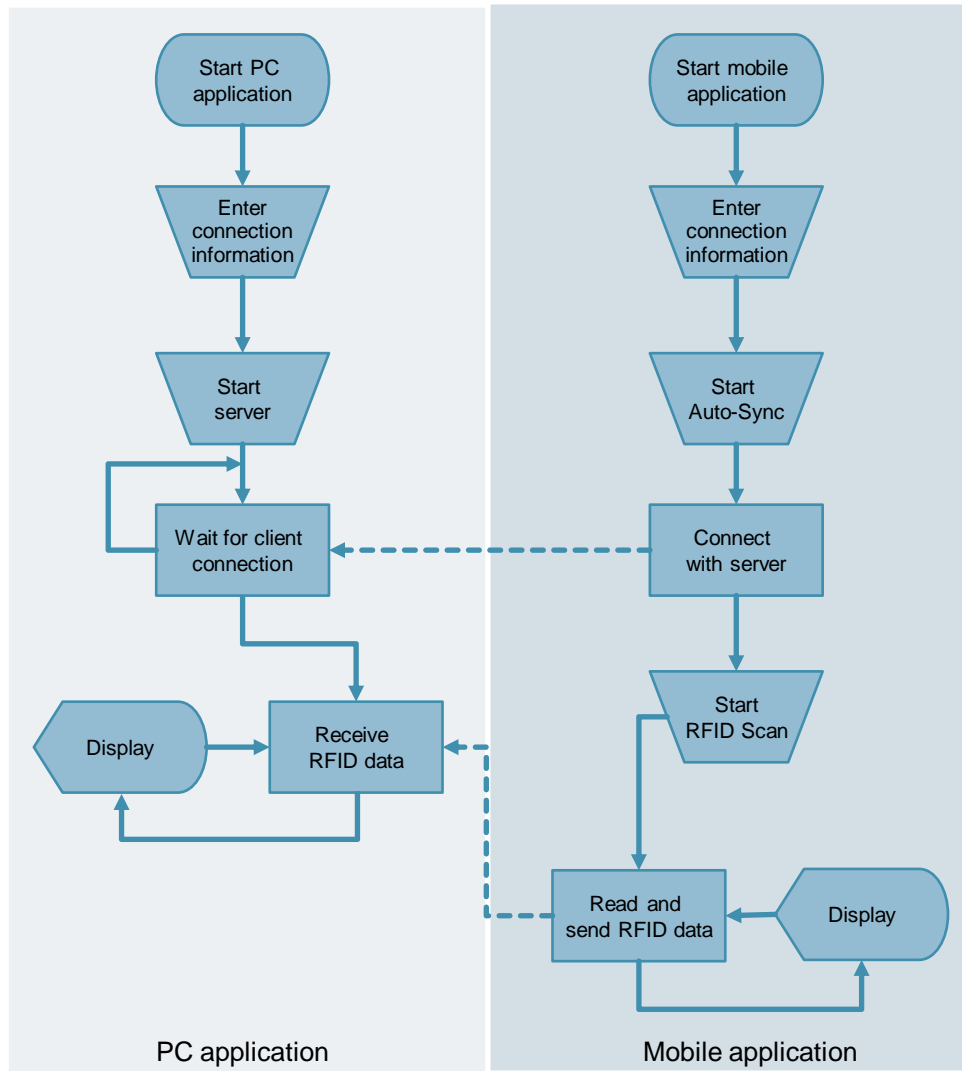 Start PC
application
Enter
connection
information
Start
server
Wait for client
connection
Receive
RFID data
Display
PC application
Start mobile
application
Enter
connection
information
Start
Auto-Sync
Connect
with server
Start
RFID Scan
Read and
send RFID data
Display
Mobile application